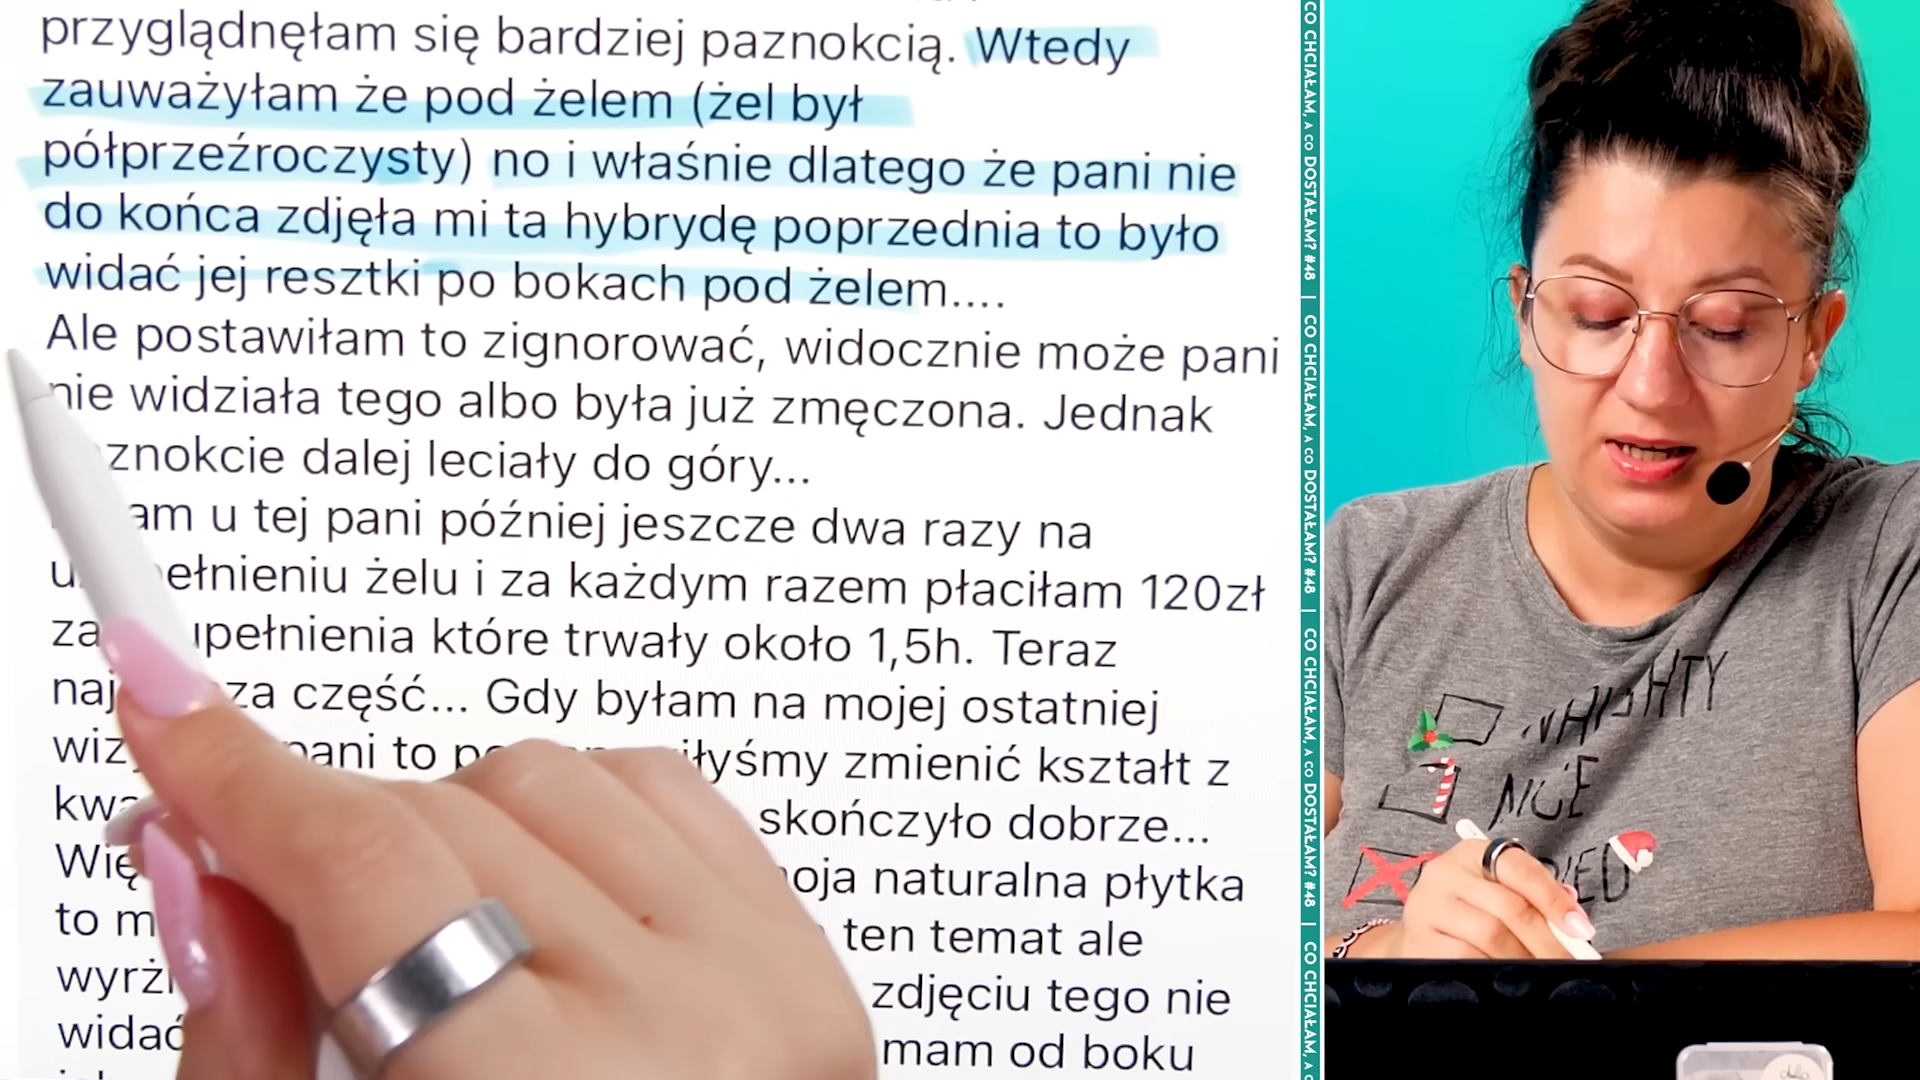 przyglądnęłam się bardziej paznokcią. Wtedy
zauważyłam że pod żelem (żel był
półprzeźroczysty) no i właśnie dlatego że pani nie
do końca zdjęła mi ta hybrydę poprzednia to było
widać jej resztki po bokach pod żelem....
Ale postawiłam to zignorować, widocznie może pani
nie widziała tego albo była już zmęczona. Jednak
znokcie dalej leciały do góry...
am u tej pani później jeszcze dwa razy na
ełnieniu żelu i za każdym razem płaciłam 120zł
za upełnienia które trwały około 1,5h. Teraz
naj za część... Gdy byłam na mojej ostatniej
wiz pani to iłyśmy zmienić kształt z
kwa skończyło dobrze...
Wię oja naturalna płytka
to m ten temat ale
wyrż zdjęciu tego nie
widać mam od boku
CO CHCIAŁAM, A CO DOSTAŁAM? #48 | CO CHCIAŁAM, A CO DOSTAŁAM? #48 | CO CHCIAŁAM, A CO DOSTAŁAM? #48 | CO CHCIAŁAM, A C
NAUGHTY
NICE